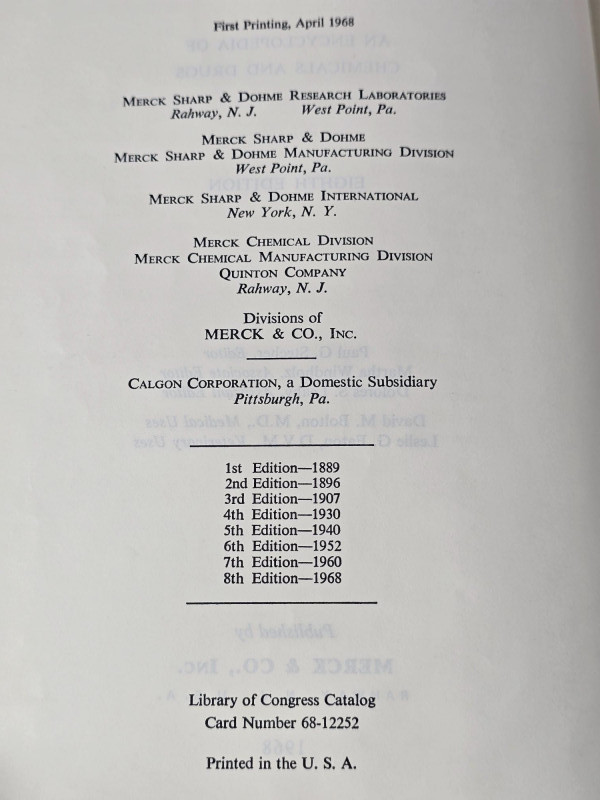 First Printing, April 1968
MERCK SHARP & DOHME RESEARCH LABORATORIES
Rahway, N. J. West Point, Pa.
MERCK SHARP & DOHME
MERCK SHARP & DOHME MANUFACTURING DIVISION
West Point, Pa.
MERCK SHARP & DOHME INTERNATIONAL
New York, N. Y.
MERCK CHEMICAL DIVISION
MERCK CHEMICAL MANUFACTURING DIVISION
QUINTON COMPANY
Rahway, N. J.
Divisions of
MERCK & CO., INC.
CALGON CORPORATION, a Domestic Subsidiary
Pittsburgh, Pa.
1st Edition—1889
2nd Edition—1896
3rd Edition—1907
4th Edition—1930
5th Edition—1940
6th Edition—1952
7th Edition—1960
8th Edition—1968
Library of Congress Catalog
Card Number 68-12252
Printed in the U. S. A.